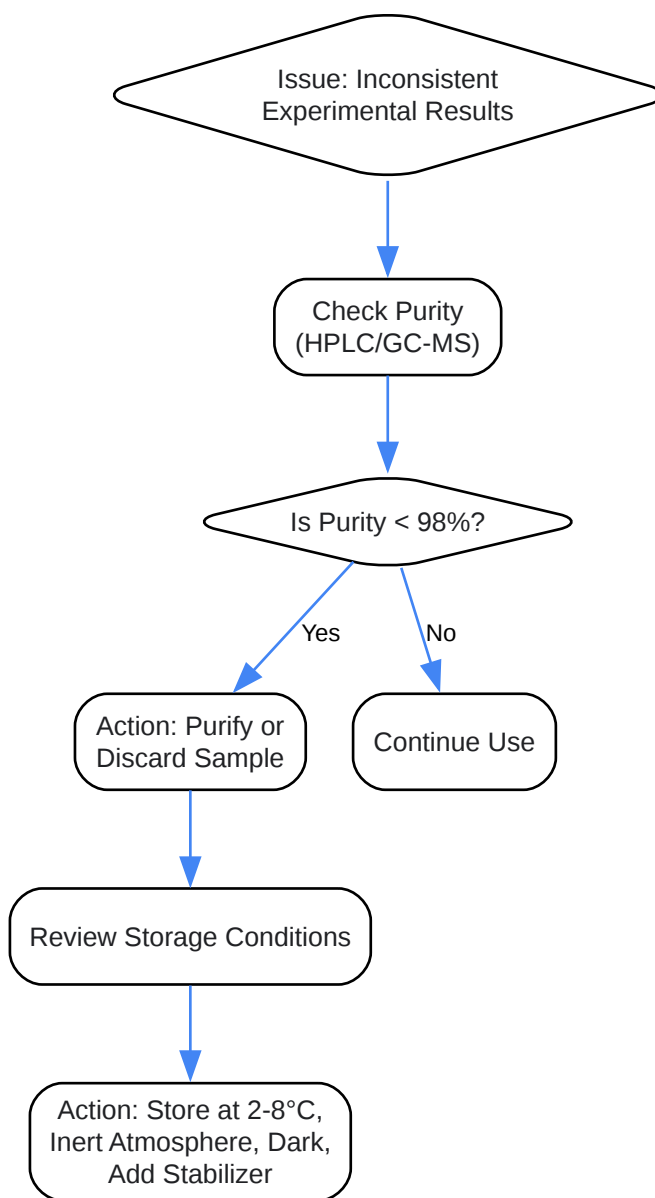 Issue: Inconsistent
Experimental Results
Check Purity
(HPLC/GC-MS)
Is Purity < 98%?
Yes
No
Action: Purify or
Discard Sample
Continue Use
Review Storage Conditions
Action: Store at 2-8°C,
Inert Atmosphere, Dark,
Add Stabilizer